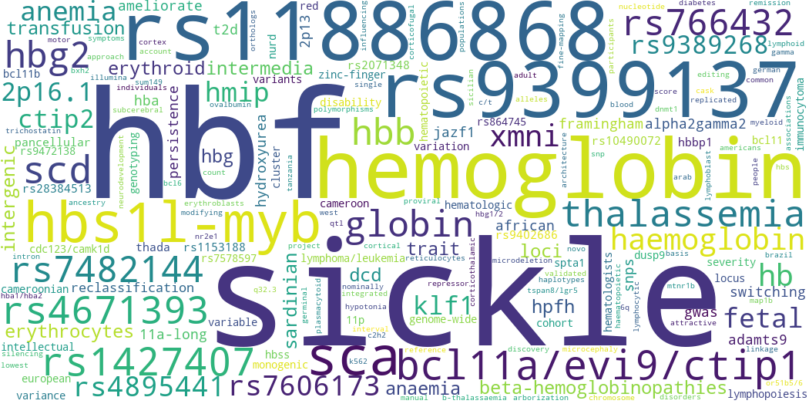 anemia
ameliorate
rs11886868
rs766432
transfusion
t2d
nurd
2p13
red
rs9389268
hbg2
erythroid
intermedia
rs2071348
rs9399137
2p16.1
hba
variants
zinc-finger
hmip
ctip2
persistence
disability
polymorphisms
hbb
jazf1
rs864745
xmni
framingham
alpha2gamma2
pancellular
rs9472138
genotyping
hbf
hbg
hydroxyurea
cluster
hemoglobin
variation
rs10490072
hbbp1
scd
rs28384513
intergenic
hbs1l-myb
globin
cameroon
hematologic
african
thalassemia
haemoglobin
cdc123/camk1d
thada
rs1153188
rs7578597
trait
rs9402686
loci
rs7482144
cameroonian
reclassification
lymphoma/leukemia
dcd
reticulocytes
microdeletion
spta1
snps
dusp9
severity
hb
locus
switching
rs4671393
variable
sickle
sardinian
klf1
hpfh
cohort
gwas
fetal
erythrocytes
11a-long
11p
genome-wide
adamts9
intellectual
rs1427407
hbss
monogenic
sca
bcl11a/evi9/ctip1
european
variance
rs4895441
rs7606173
anaemia
beta-hemoglobinopathies
lymphopoiesis
bcl11b
symptoms
approach
cortex
account
illumina
individuals
subcerebral
sum149
ovalbumin
single
orthologs
influencing
corticofugal
populations
fine-mapping
participants
nucleotide
diabetes
remission
lymphoid
gamma
hematopoietic
sicilian
c/t
adult
alleles
editing
dnmt1
blood
german
common
score
cask
replicated
myeloid
associations
immunocytoma
bcl11
americans
trichostatin
bcl6
neurodevelopment
count
erythroblasts
tanzania
proviral
architecture
snp
lymphoblast
arab
people
hbs
ancestry
modifying
nr2e1
west
qtl
hbg172
project
cortical
corticothalamic
novo
validated
haplotypes
tspan8/lgr5
hematologists
haematopoietic
6q
mtnr1b
basis
brazil
map1b
intron
hba1/hba2
q32.3
germinal
hypotonia
plasmacytoid
nominally
integrated
interval
c2h2
repressor
reference
discovery
microcephaly
attractive
linkage
silencing
lowest
k562
manual
b-thalassaemia
arborization
chromosome
disorders